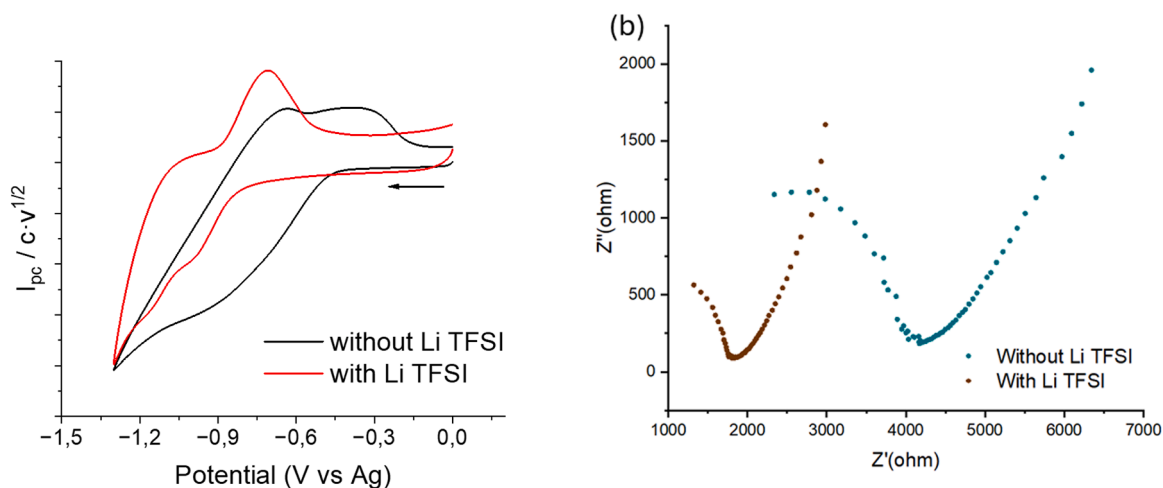 I_pc / c·v^1/2
without Li TFSI
with Li TFSI
−1,5 −1,2 −0,9 −0,6 −0,3 0,0
Potential (V vs Ag)
(b)
Z"(ohm)
2000
1500
1000
500
0
Without Li TFSI
With Li TFSI
1000 2000 3000 4000 5000 6000 7000
Z'(ohm)